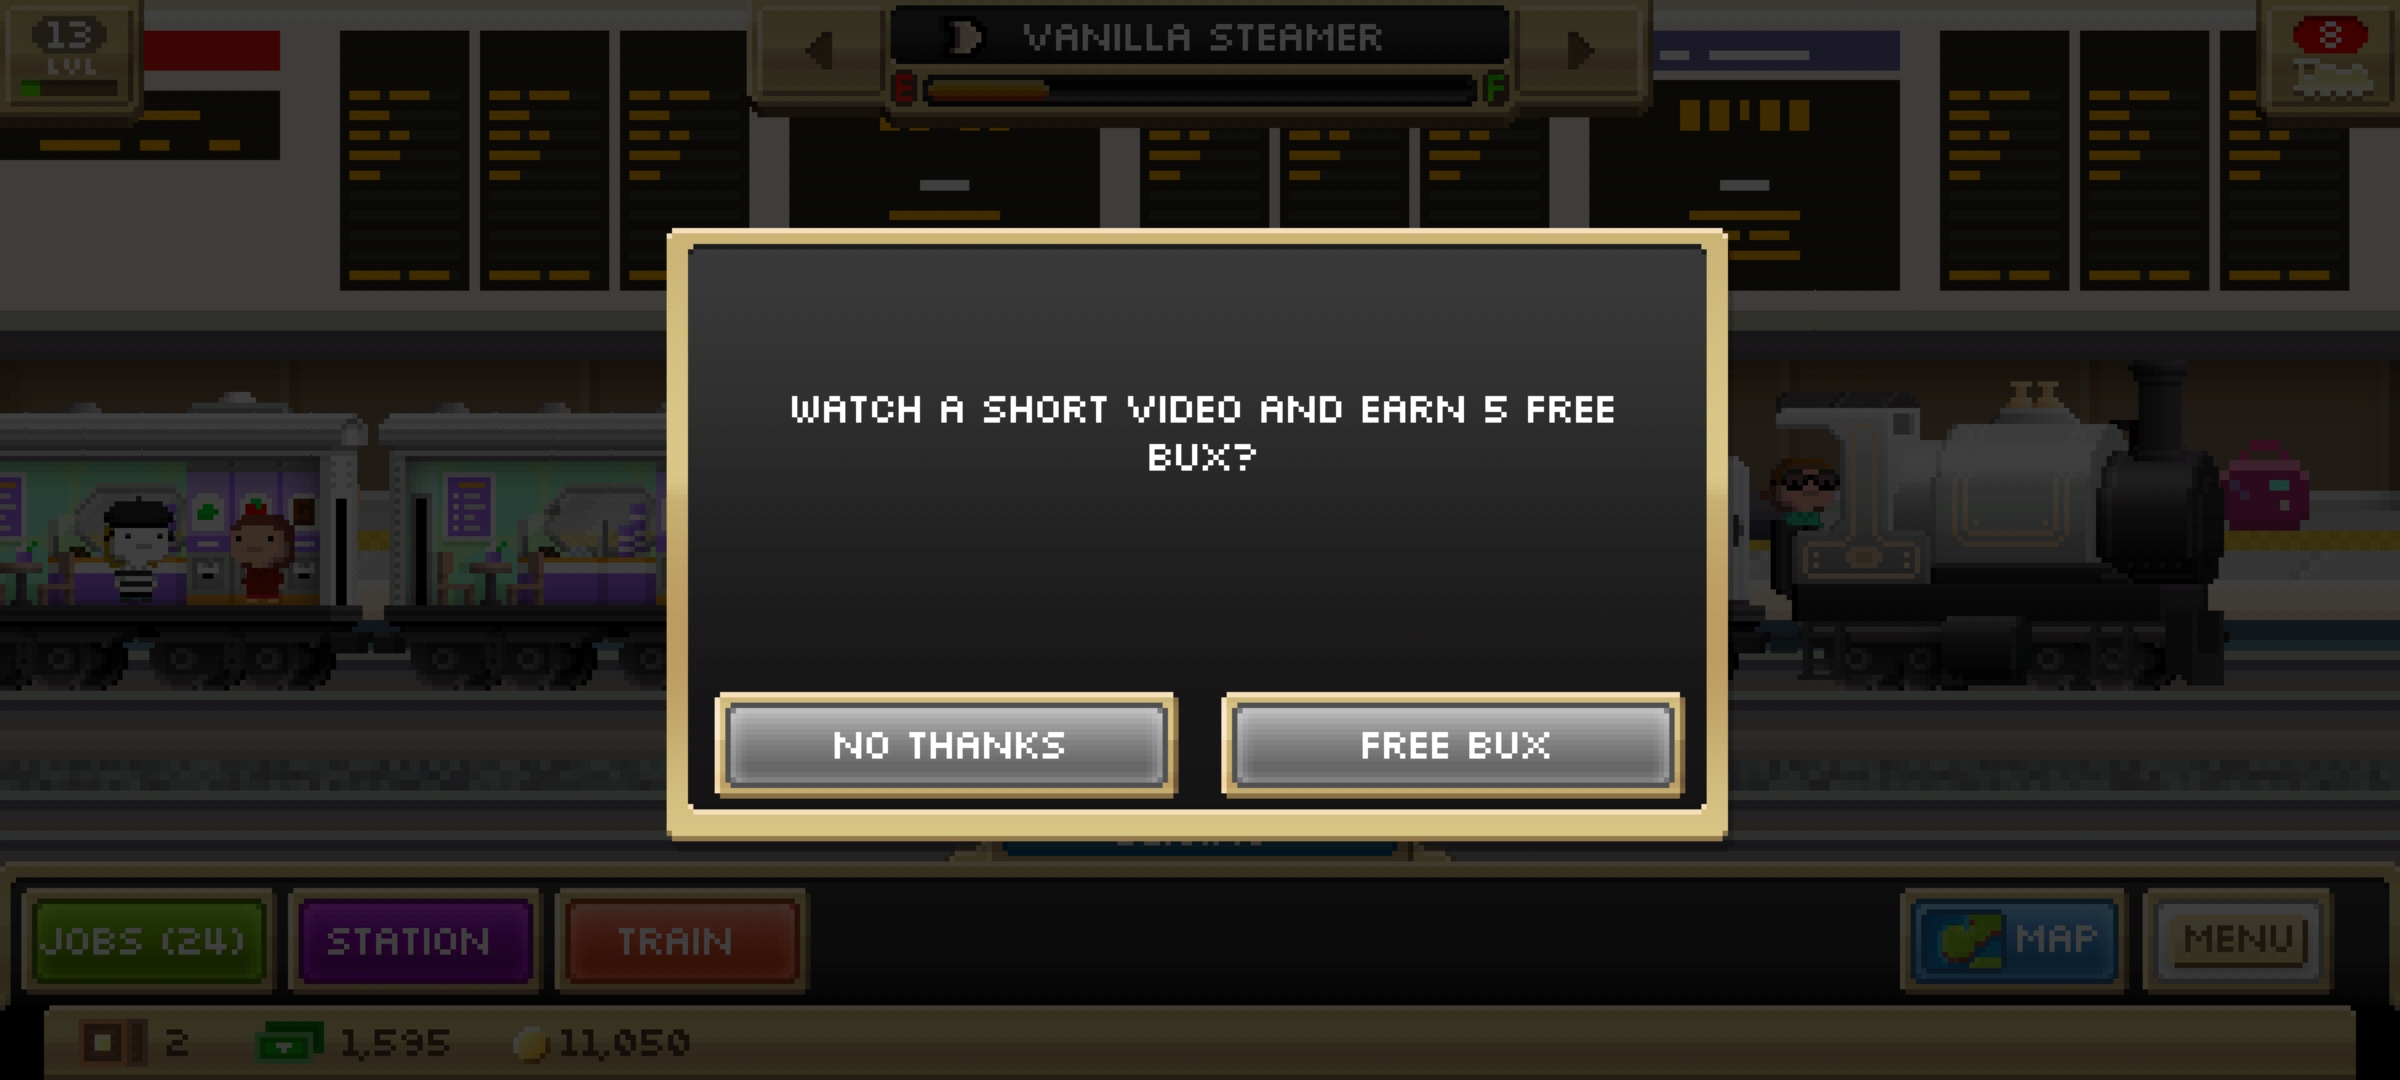 13
LVL
VANILLA STEAMER
E
F
8
WATCH A SHORT VIDEO AND EARN 5 FREE
BUX?
NO THANKS
FREE BUX
JOBS (24)
STATION
TRAIN
MAP
MENU
2
1,595
11,050